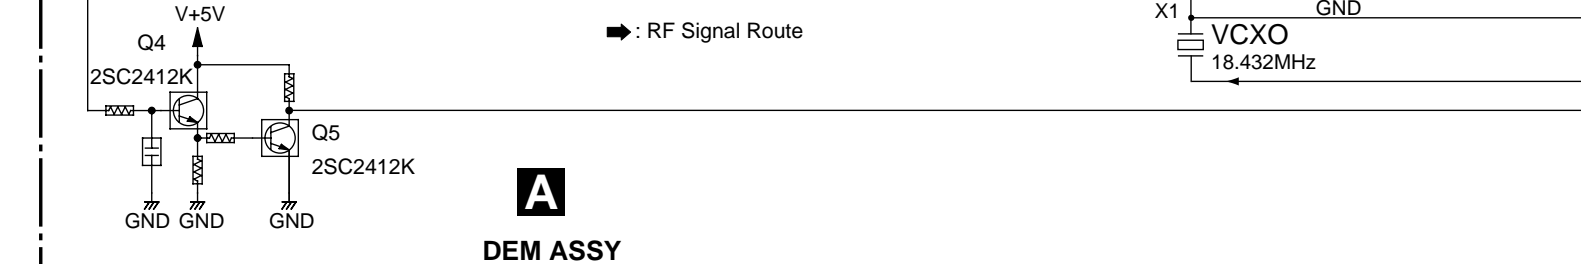 V+5V
Q4
2SC2412K
Q5
2SC2412K
GND
GND
GND
: RF Signal Route
A
DEM ASSY
X1
GND
VCXO
18.432MHz